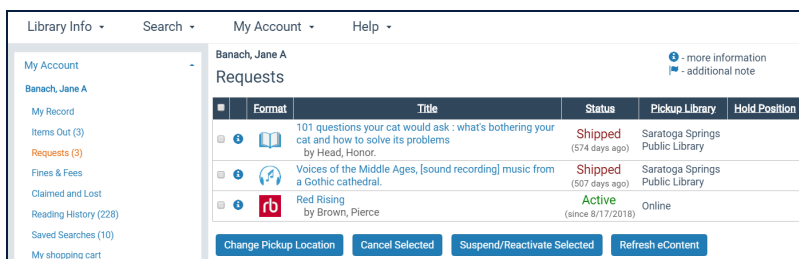 Library Info Search My Account Help
My Account
Banach, Jane A
My Record
Items Out (3)
Requests (3)
Fines & Fees
Claimed and Lost
Reading History (228)
Saved Searches (10)
My shopping cart
Banach, Jane A
Requests
- more information
- additional note
Format Title Status Pickup Library Hold Position
101 questions your cat would ask : what's bothering your
cat and how to solve its problems
by Head, Honor.
Shipped
(574 days ago)
Saratoga Springs
Public Library
Voices of the Middle Ages, [sound recording] music from
a Gothic cathedral.
Shipped
(507 days ago)
Saratoga Springs
Public Library
rb
Red Rising
by Brown, Pierce
Active
(since 8/17/2018)
Online
Change Pickup Location Cancel Selected Suspend/Reactivate Selected Refresh eContent